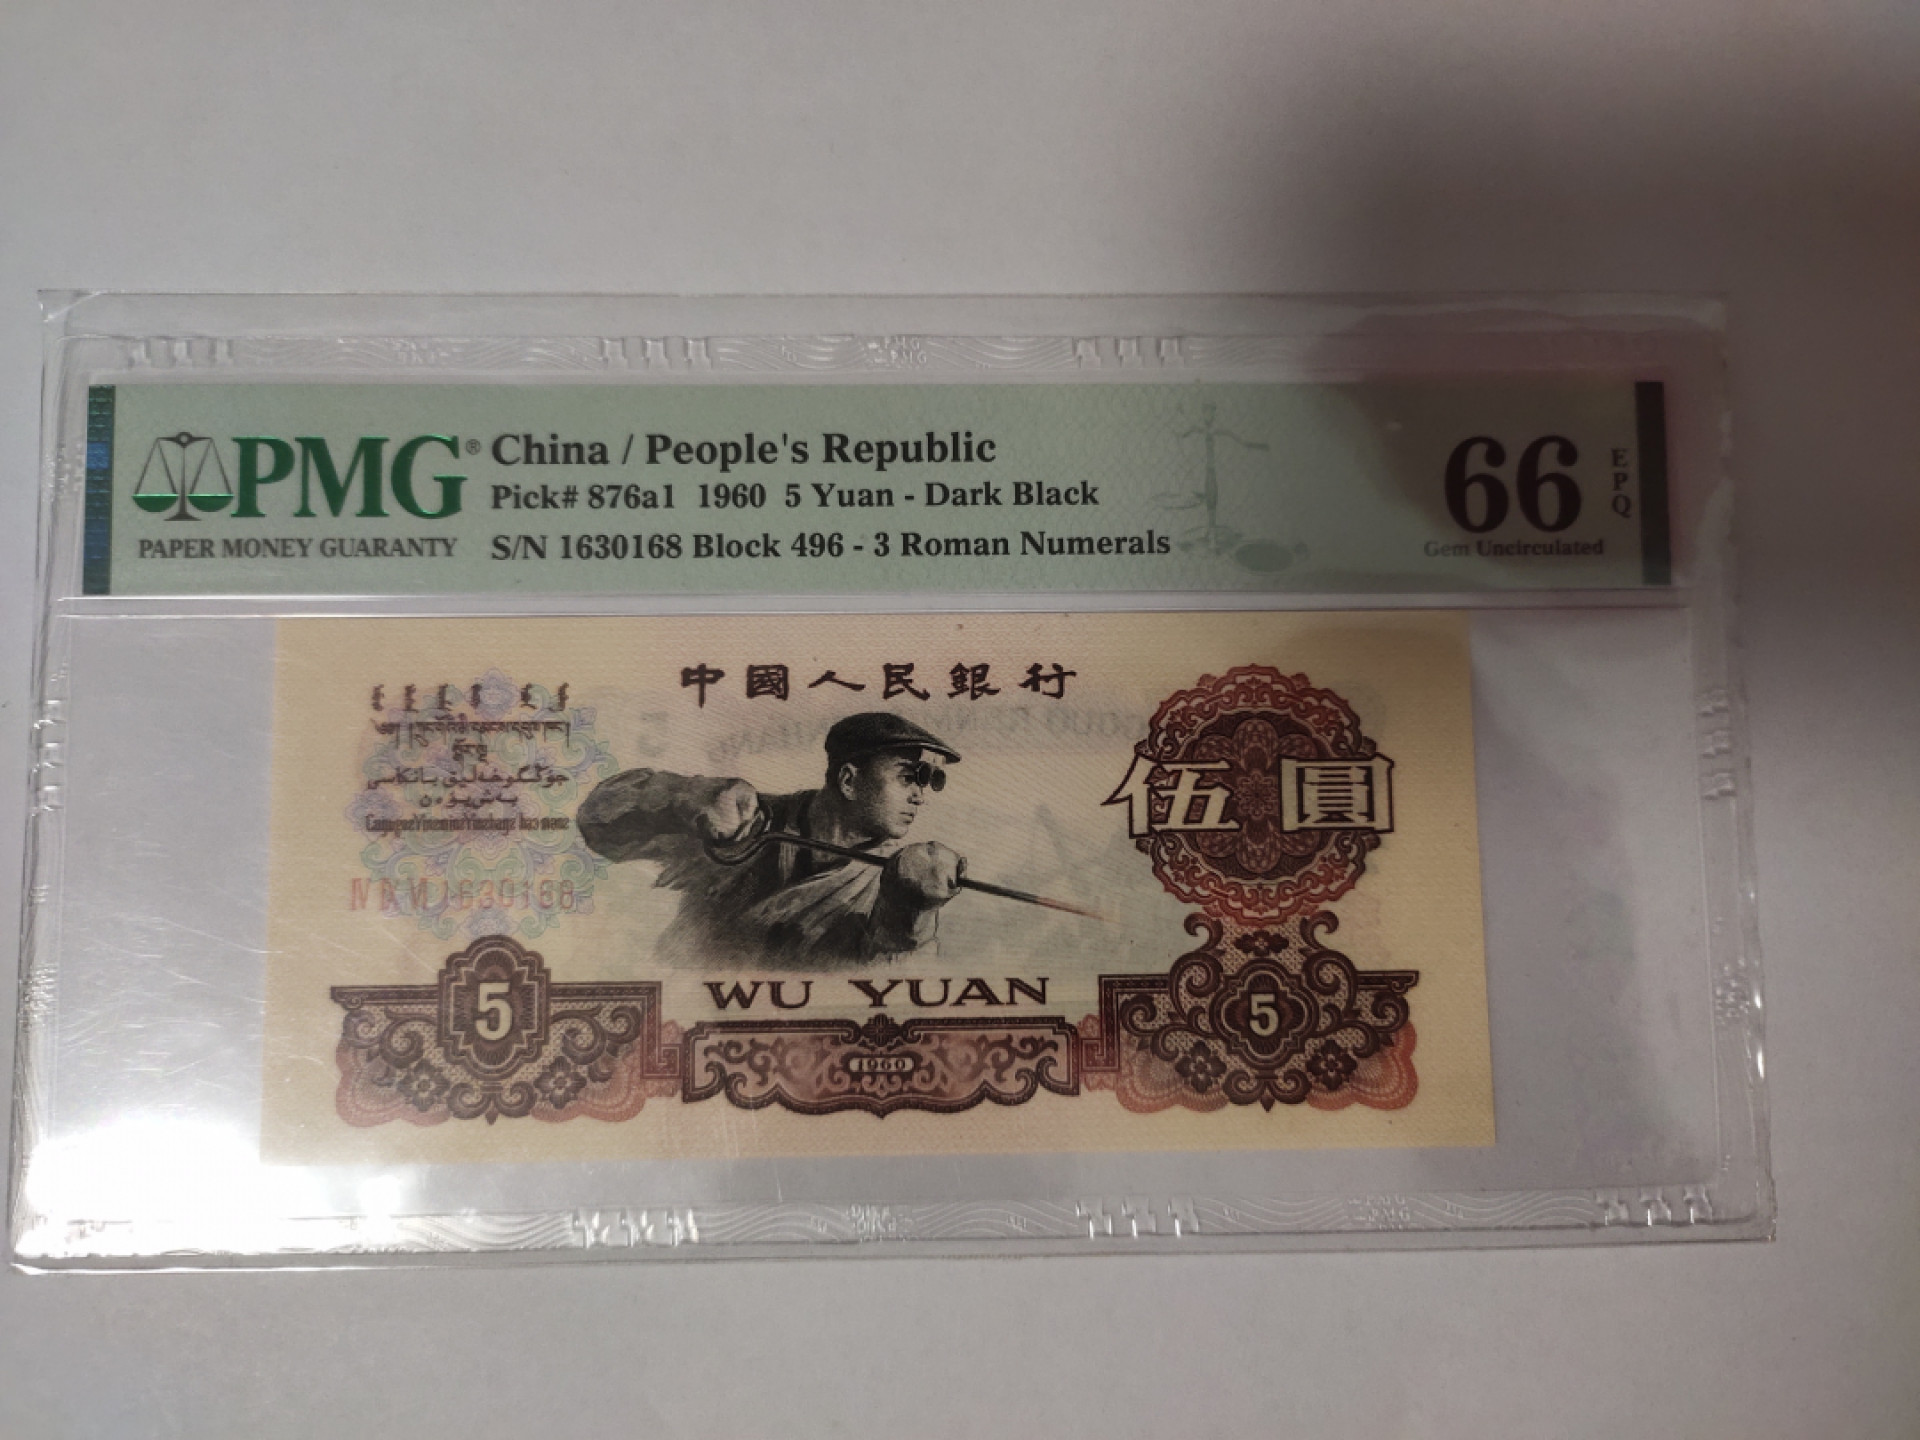 PMG®
PAPER MONEY GUARANTY
China / People's Republic
Pick# 876a1 1960 5 Yuan - Dark Black
S/N 1630168 Block 496 - 3 Roman Numerals
66 EPQ
Gem Uncirculated
中國人民銀行
伍圓
Ⅳ Ⅸ Ⅵ 1630168
WU YUAN
5
1960
5